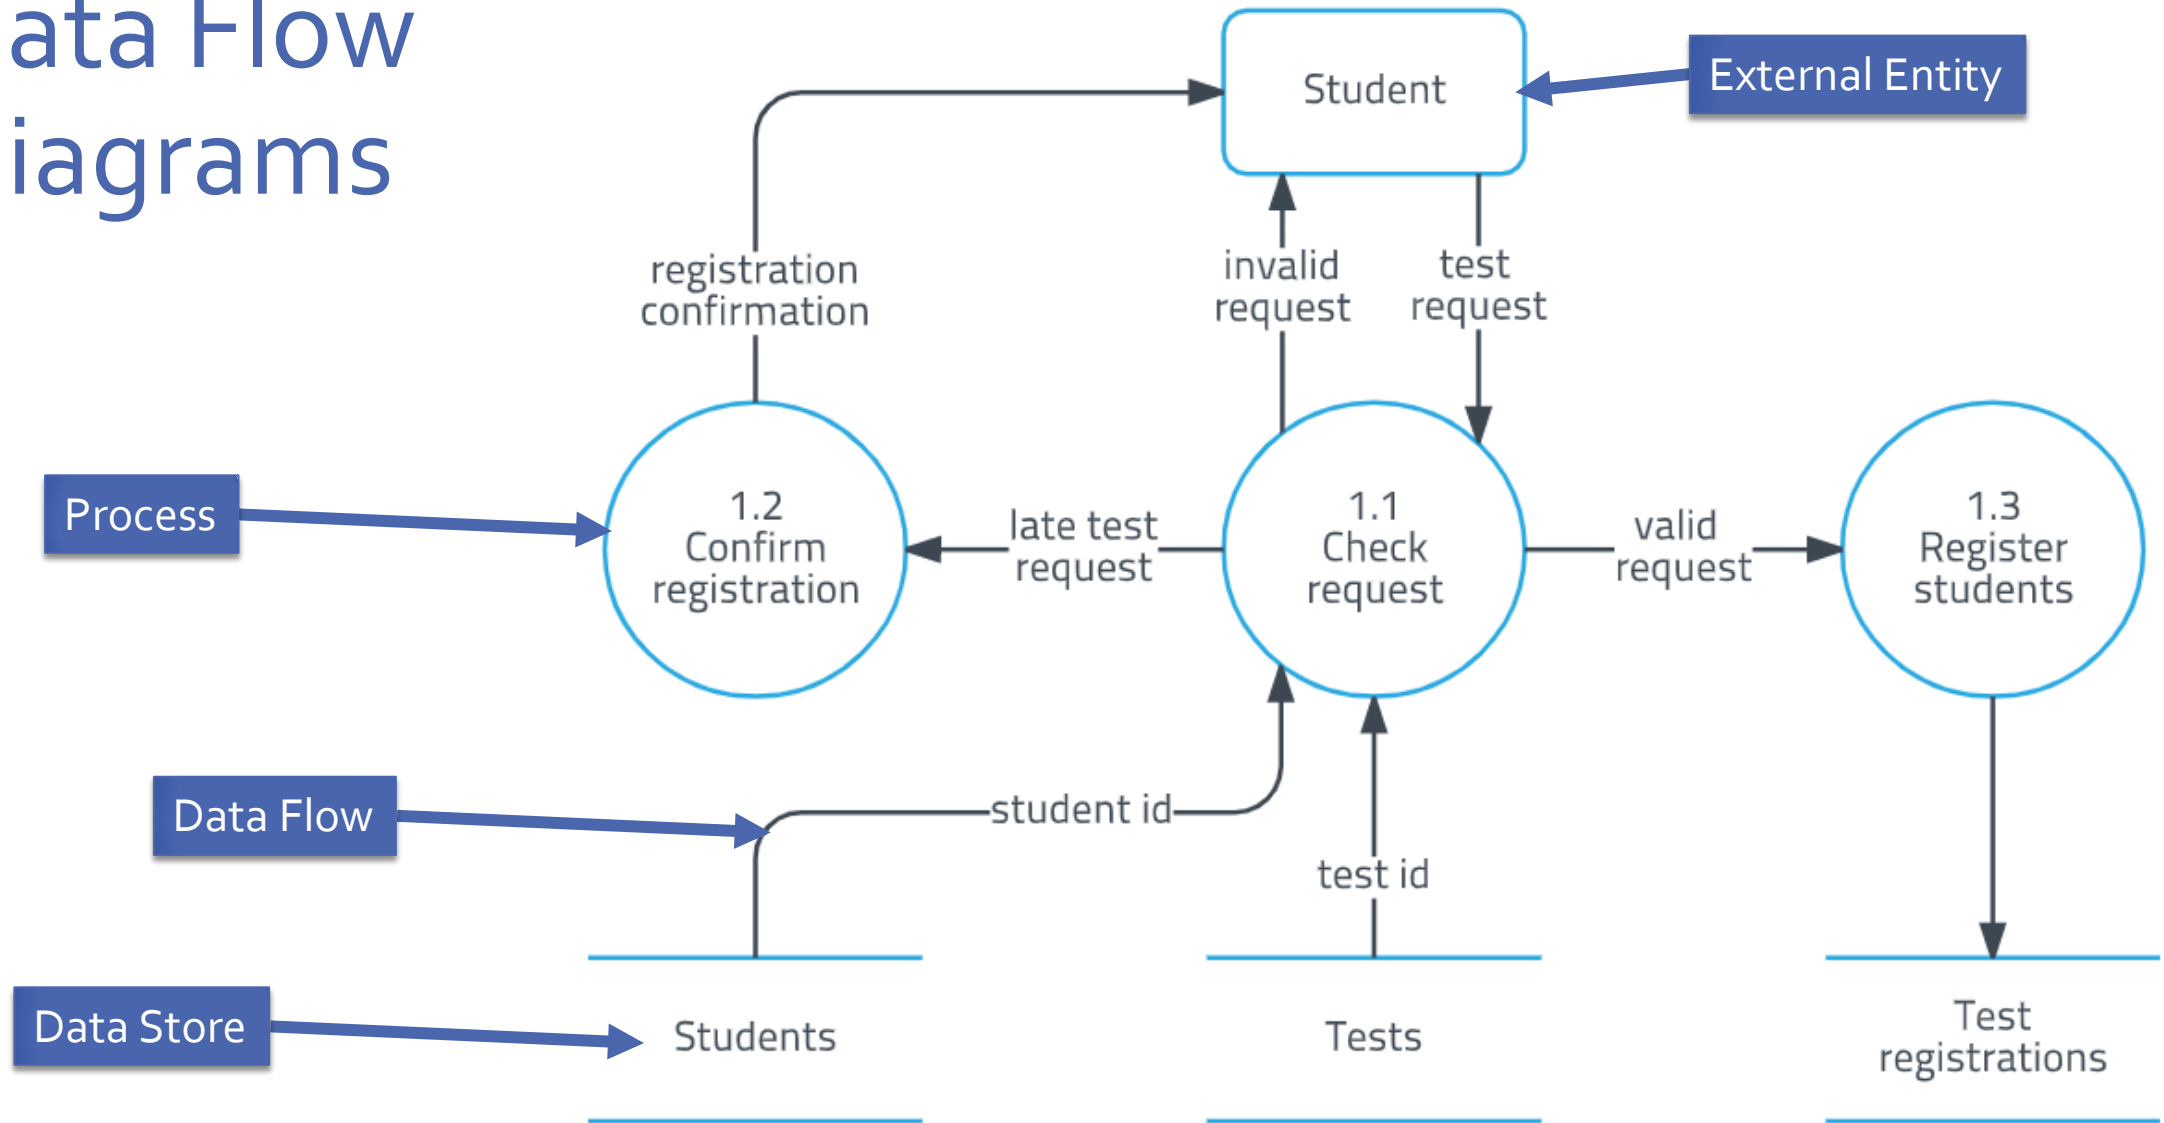 ata Flow
iagrams
Student
External Entity
registration
confirmation
invalid
request
test
request
Process
1.2
Confirm
registration
late test
request
1.1
Check
request
valid
request
1.3
Register
students
Data Flow
student id
test id
Data Store
Students
Tests
Test
registrations